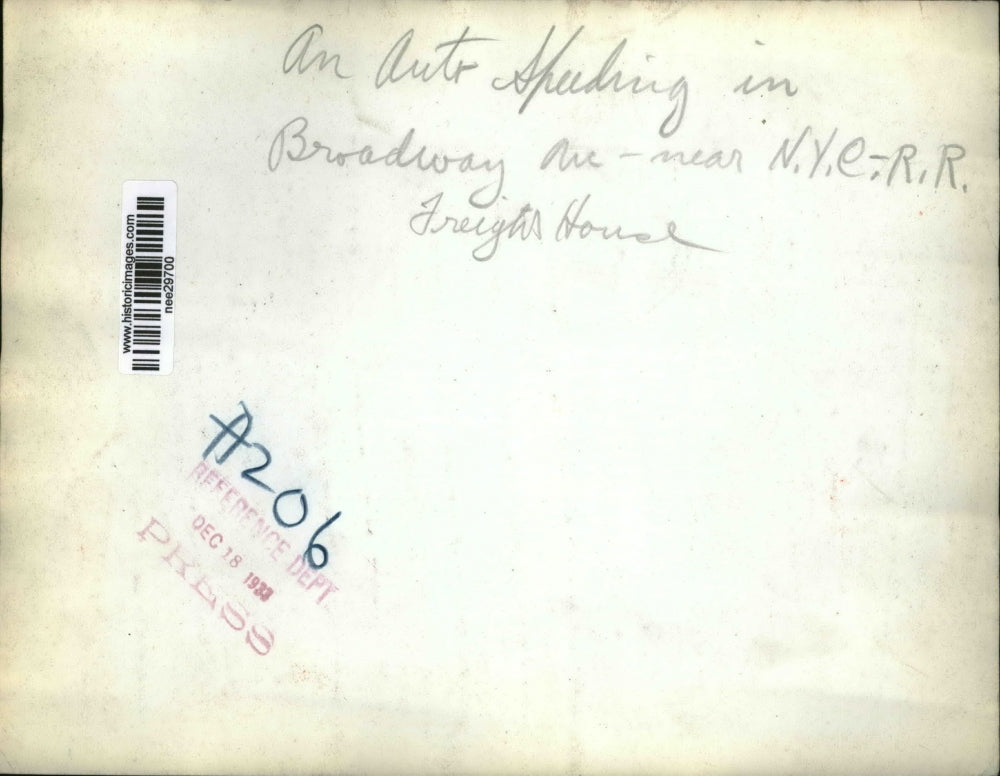 An Auto Speeding in
Broadway Ave - near N.Y.C. - R.R.
Freight House
www.historicimages.com
nee29700
A206
REFERENCE DEPT
DEC 18
PRESS